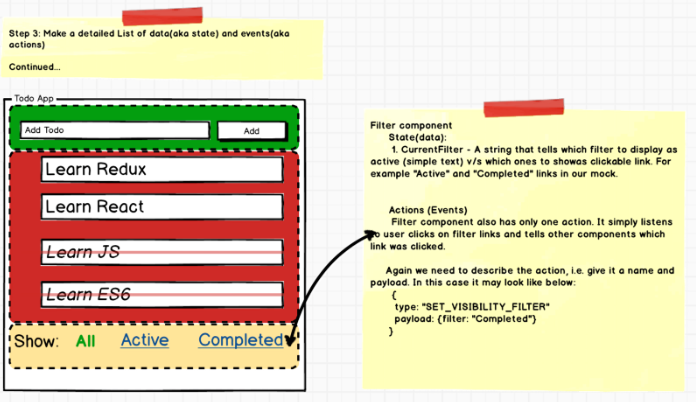 Step 3: Make a detailed List of data(aka state) and events(aka
actions)
Continued...
Todo App
Add Todo
Add
Learn Redux
Learn React
Learn JS
Learn ES6
Show: All Active Completed
Filter component
State(data):
1. CurrentFilter - A string that tells which filter to display as
active (simple text) v/s which ones to showas clickable link. For
example "Active" and "Completed" links in our mock.
Actions (Events)
Filter component also has only one action. It simply listens
to user clicks on filter links and tells other components which
link was clicked.
Again we need to describe the action, i.e. give it a name and
payload. In this case it may look like below:
{
type: "SET_VISIBILITY_FILTER"
payload: {filter: "Completed"}
}